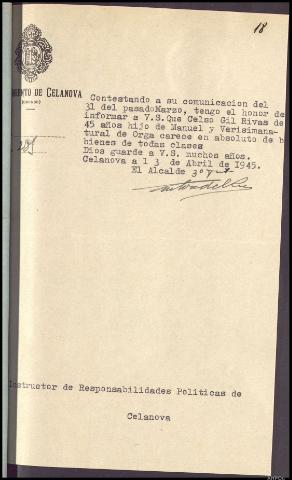 18
MIENTO DE CELANOVA
Contestando a su comunicacion del
31 del pasadoMarzo, tengo el honor de
informar a V.S.Que Celso Gil Rivas de
45 años hijo de Manuel y Verisimana-
tural de Orga carece en absoluto de b
bienes de todas clases
Dios guarde a V.S. muchos años.
Celanova a 1 3 de Abril de 1945.
El Alcalde
Instructor de Responsabilidades Politicas de
Celanova